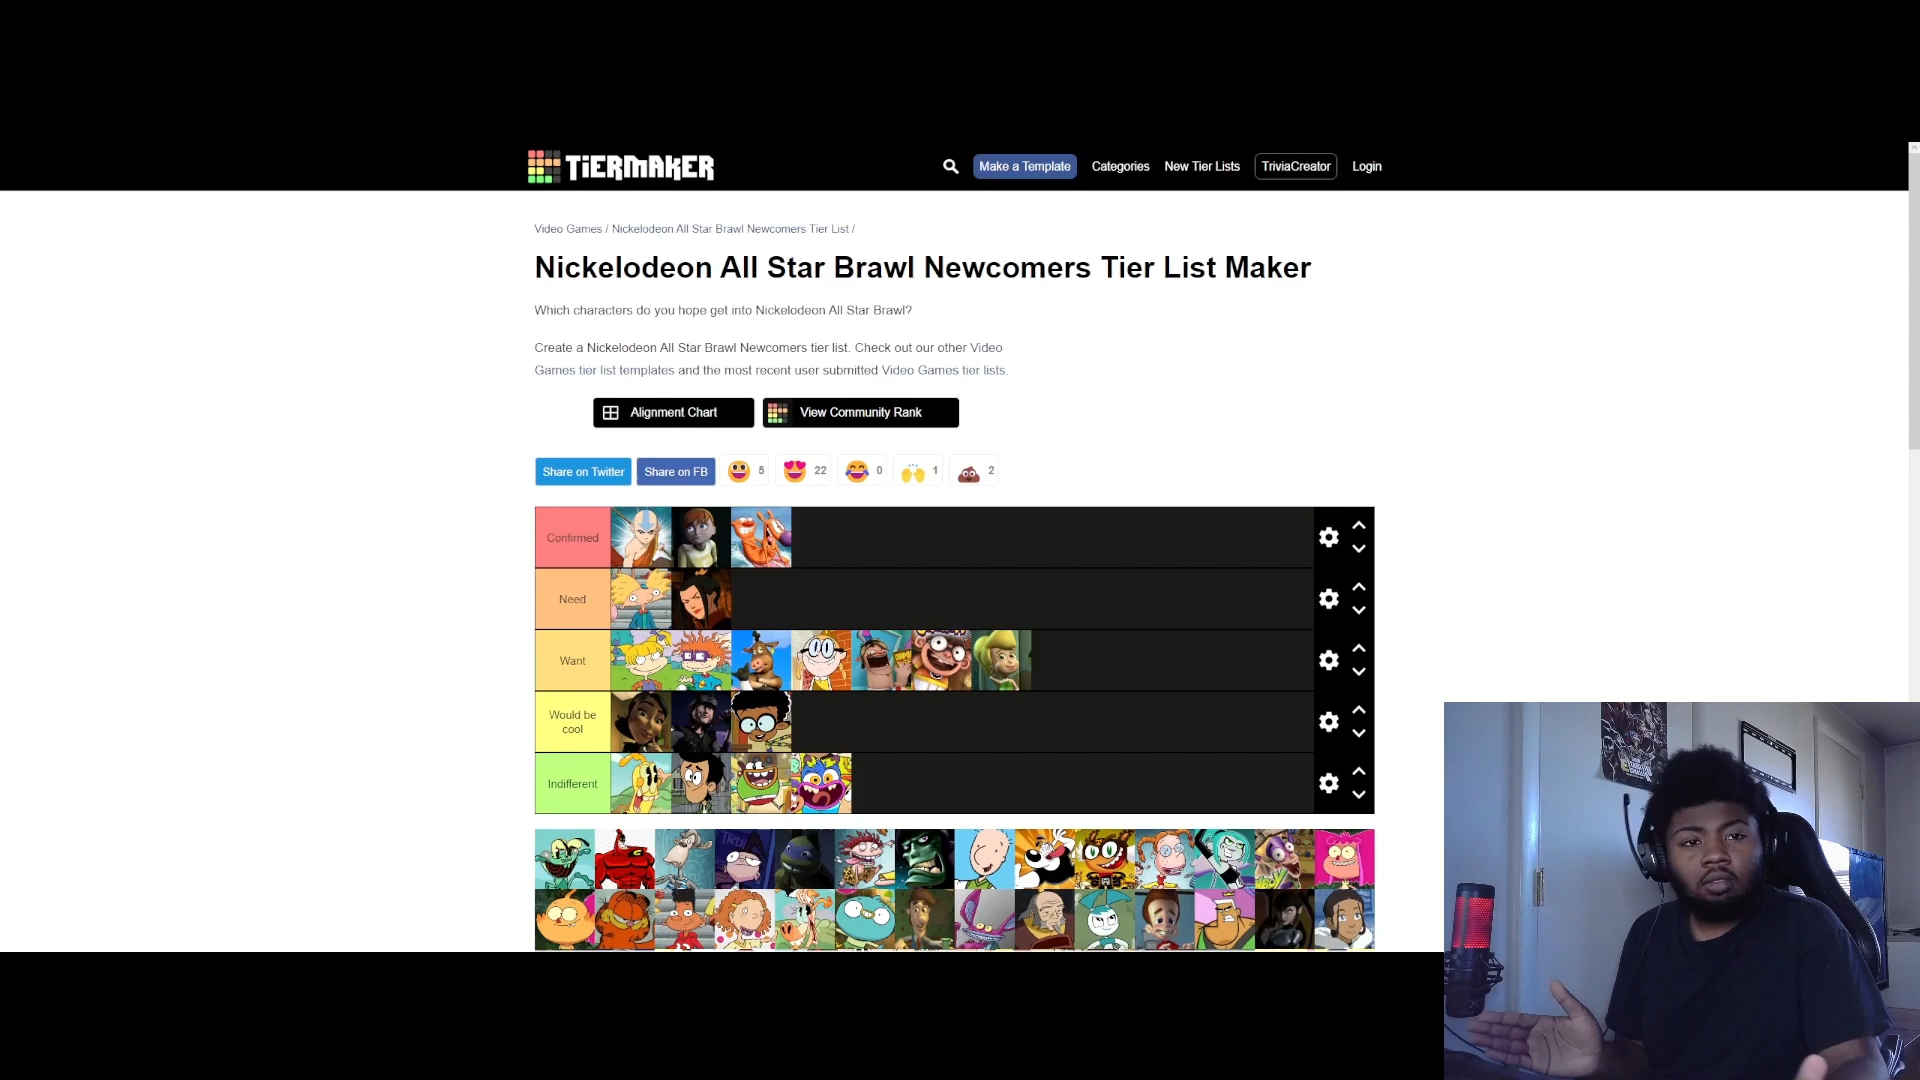 TiERMAKER
Make a Template
Categories
New Tier Lists
TriviaCreator
Login
Video Games / Nickelodeon All Star Brawl Newcomers Tier List /
Nickelodeon All Star Brawl Newcomers Tier List Maker
Which characters do you hope get into Nickelodeon All Star Brawl?
Create a Nickelodeon All Star Brawl Newcomers tier list. Check out our other Video
Games tier list templates and the most recent user submitted Video Games tier lists.
Alignment Chart
View Community Rank
Share on Twitter
Share on FB
5
22
0
1
2
Confirmed
Need
Want
Would be
cool
Indifferent